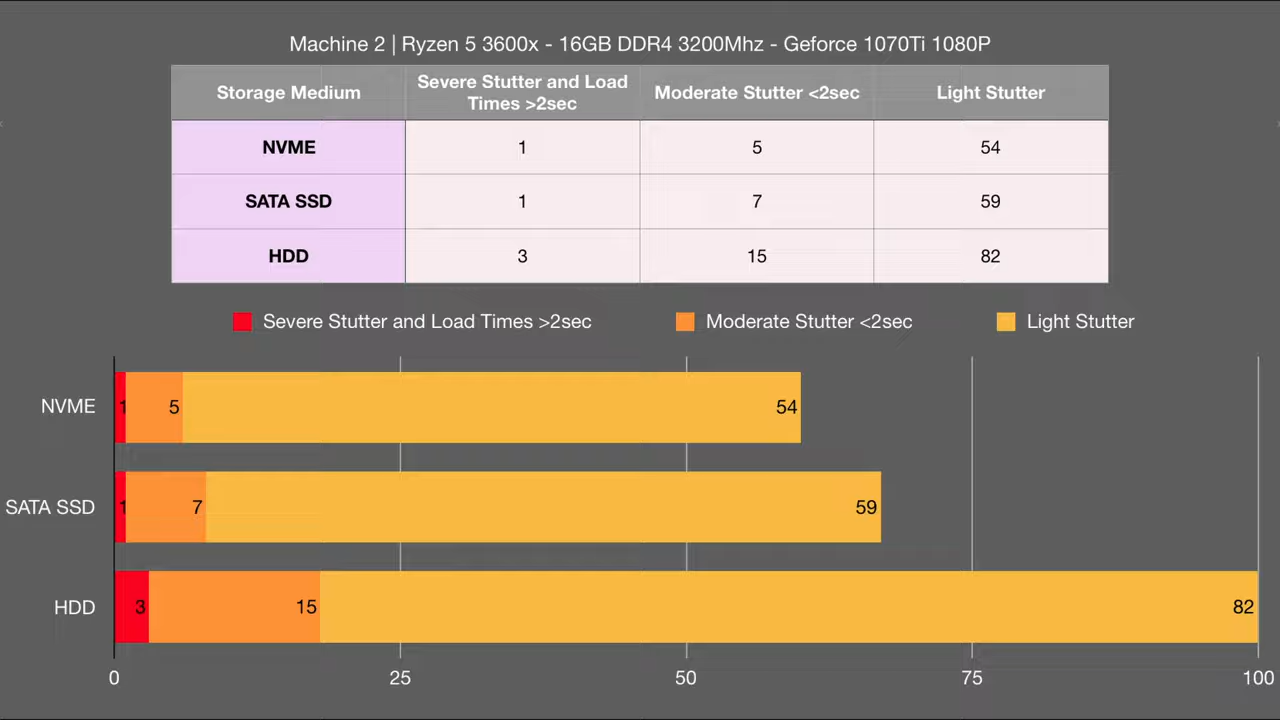 Machine 2 | Ryzen 5 3600x - 16GB DDR4 3200Mhz - Geforce 1070Ti 1080P
Storage Medium Severe Stutter and Load Times >2sec Moderate Stutter <2sec Light Stutter
NVME 1 5 54
SATA SSD 1 7 59
HDD 3 15 82
Severe Stutter and Load Times >2sec Moderate Stutter <2sec Light Stutter
NVME 1 5 54
SATA SSD 1 7 59
HDD 3 15 82
0 25 50 75 100